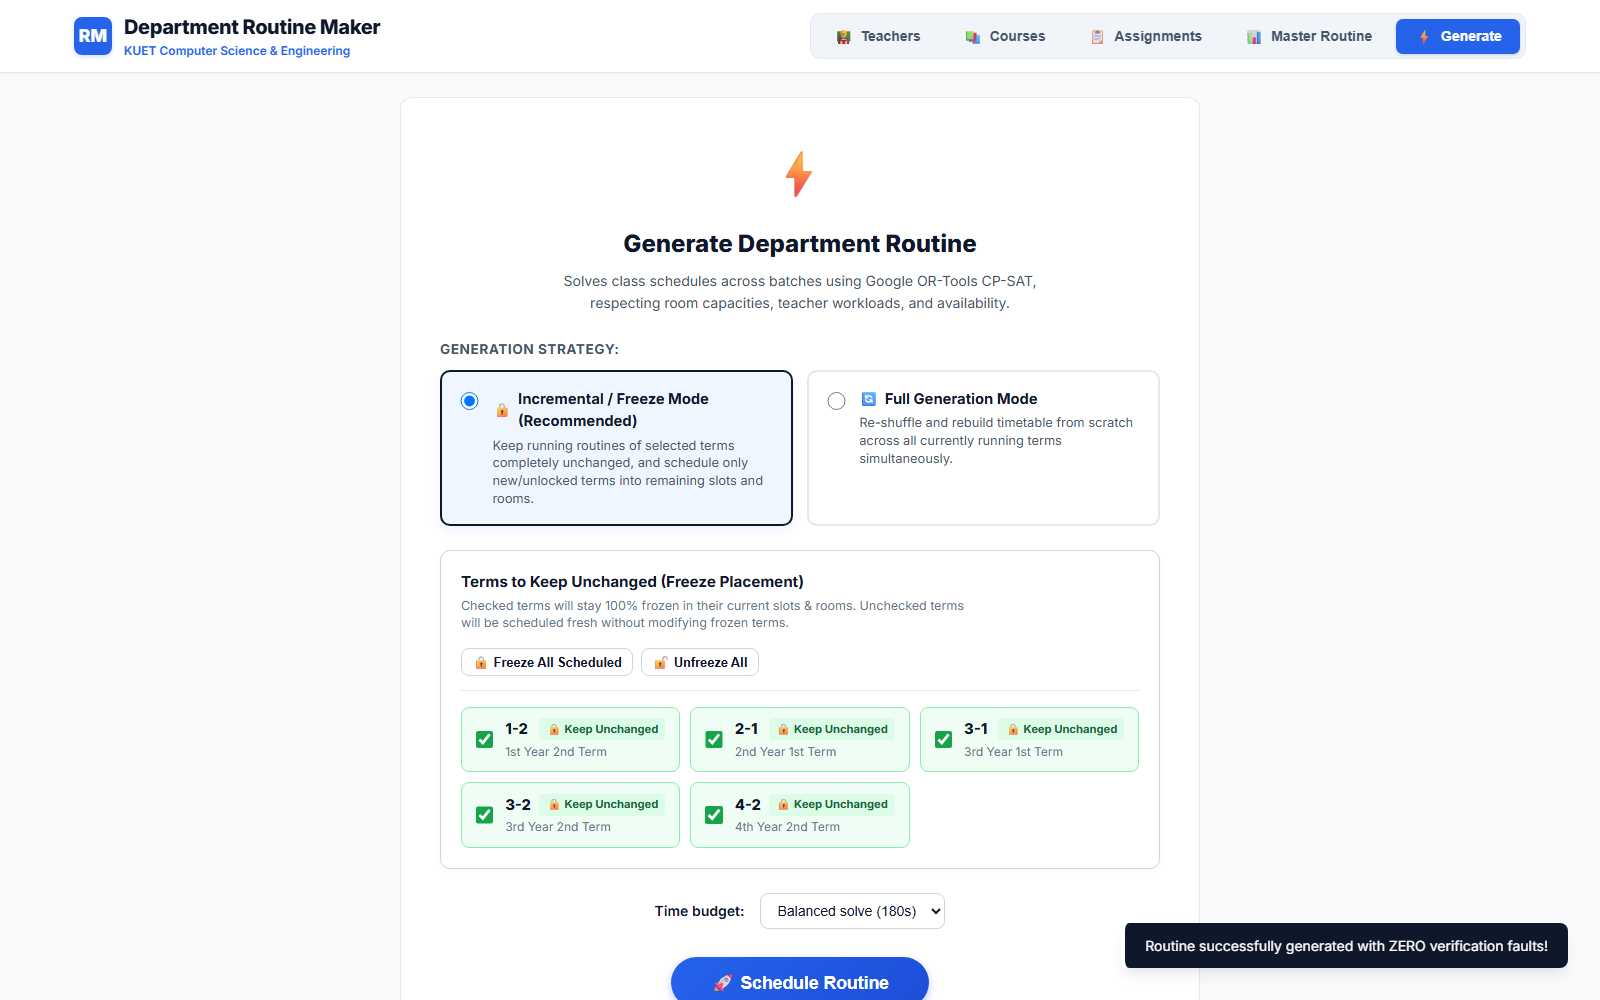 RM
Department Routine Maker
KUET Computer Science & Engineering
Teachers
Courses
Assignments
Master Routine
Generate
Generate Department Routine
Solves class schedules across batches using Google OR-Tools CP-SAT,
respecting room capacities, teacher workloads, and availability.
GENERATION STRATEGY:
Incremental / Freeze Mode
(Recommended)
Keep running routines of selected terms
completely unchanged, and schedule only
new/unlocked terms into remaining slots and
rooms.
Full Generation Mode
Re-shuffle and rebuild timetable from scratch
across all currently running terms
simultaneously.
Terms to Keep Unchanged (Freeze Placement)
Checked terms will stay 100% frozen in their current slots & rooms. Unchecked terms
will be scheduled fresh without modifying frozen terms.
Freeze All Scheduled
Unfreeze All
1-2 Keep Unchanged
1st Year 2nd Term
2-1 Keep Unchanged
2nd Year 1st Term
3-1 Keep Unchanged
3rd Year 1st Term
3-2 Keep Unchanged
3rd Year 2nd Term
4-2 Keep Unchanged
4th Year 2nd Term
Time budget: Balanced solve (180s)
Routine successfully generated with ZERO verification faults!
Schedule Routine